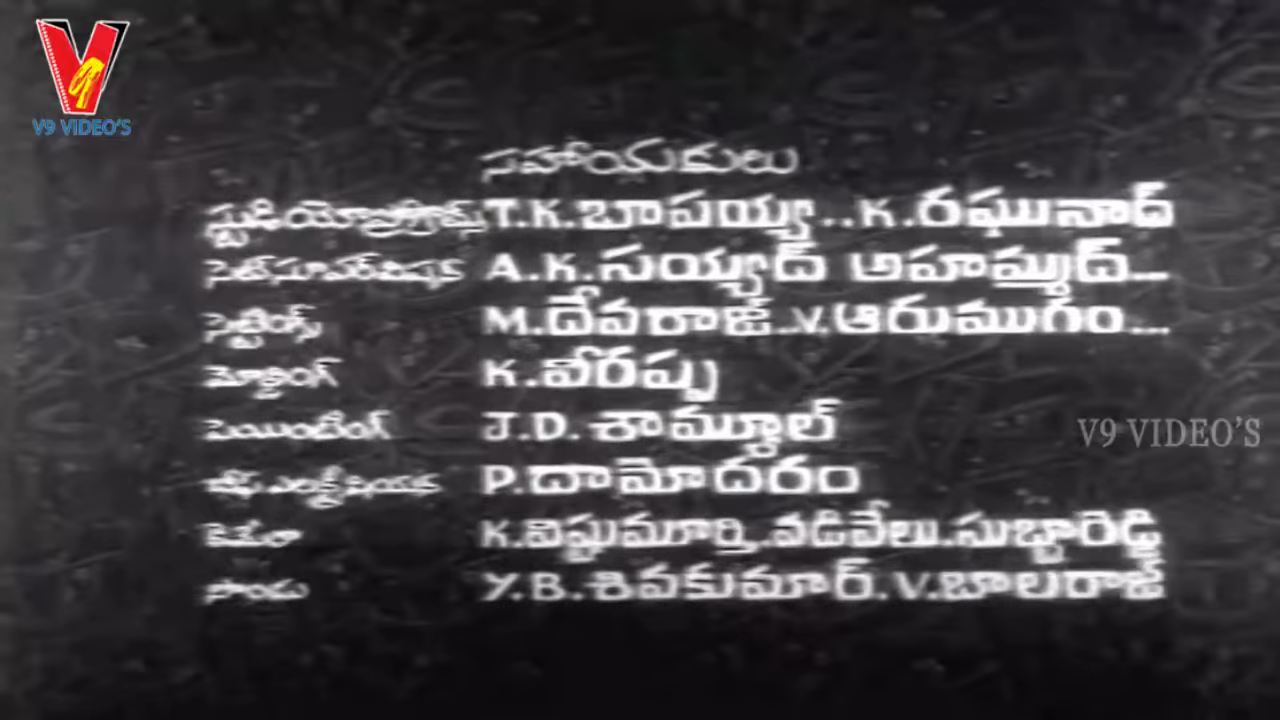 V9 VIDEO'S
సహాయకులు
T.K.బాపయ్య..K.రఘునాద్
A.K.సయ్యద్ అహమ్మద్...
సెట్టింగ్స్ M.దేవరాజ్..V.ఆరుముగం...
మోల్డింగ్ K.వీరప్ప
పెయింటింగ్ J.D.శామ్యూల్
V9 VIDEO'S
P.దామోదరం
కెమేరా K.విష్ణుమూర్తి.వడివేలు.సుబ్బారెడ్డి
సౌండు Y.B.శివకుమార్.V.బాలరాజ్